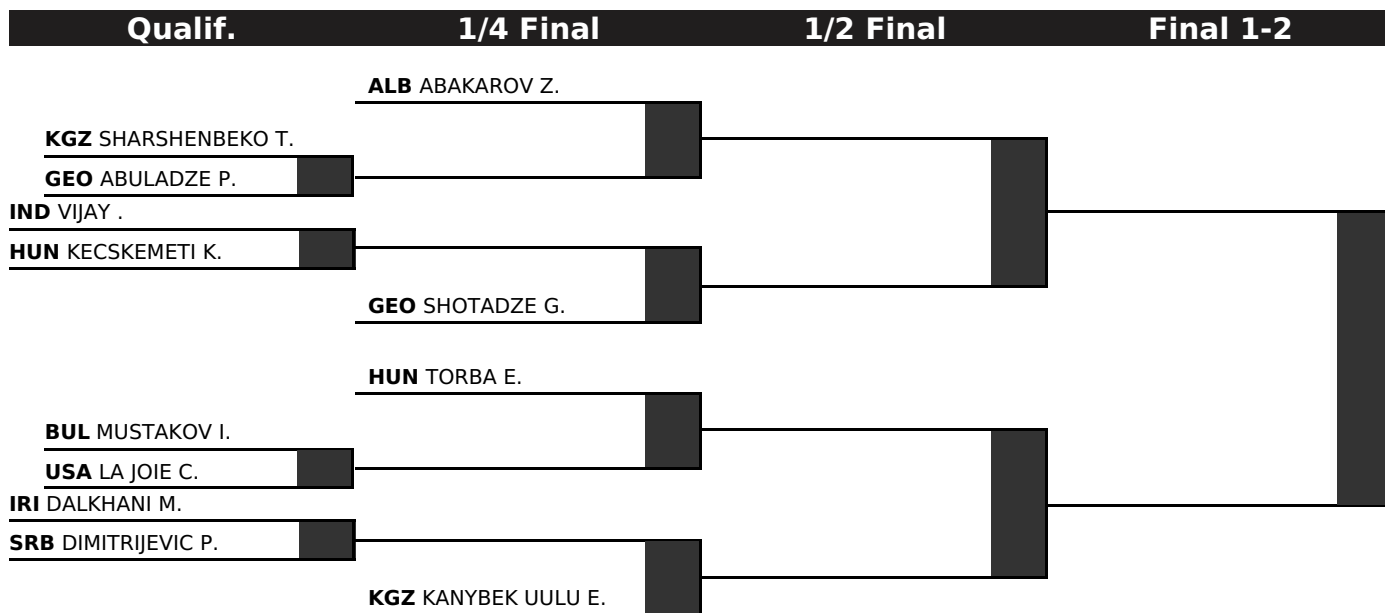 Qualif. 1/4 Final 1/2 Final Final 1-2
ALB ABAKAROV Z.
KGZ SHARSHENBEKO T.
GEO ABULADZE P.
IND VIJAY .
HUN KECSKEMETI K.
GEO SHOTADZE G.
HUN TORBA E.
BUL MUSTAKOV I.
USA LA JOIE C.
IRI DALKHANI M.
SRB DIMITRIJEVIC P.
KGZ KANYBEK UULU E.